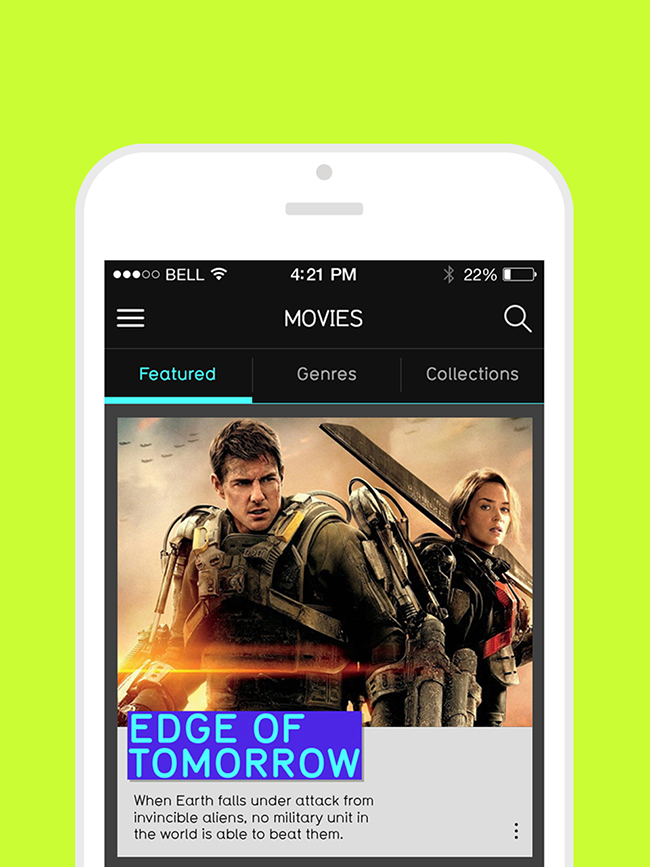 BELL 4:21 PM 22%
MOVIES
Featured Genres Collections
EDGE OF
TOMORROW
When Earth falls under attack from
invincible aliens, no military unit in
the world is able to beat them.